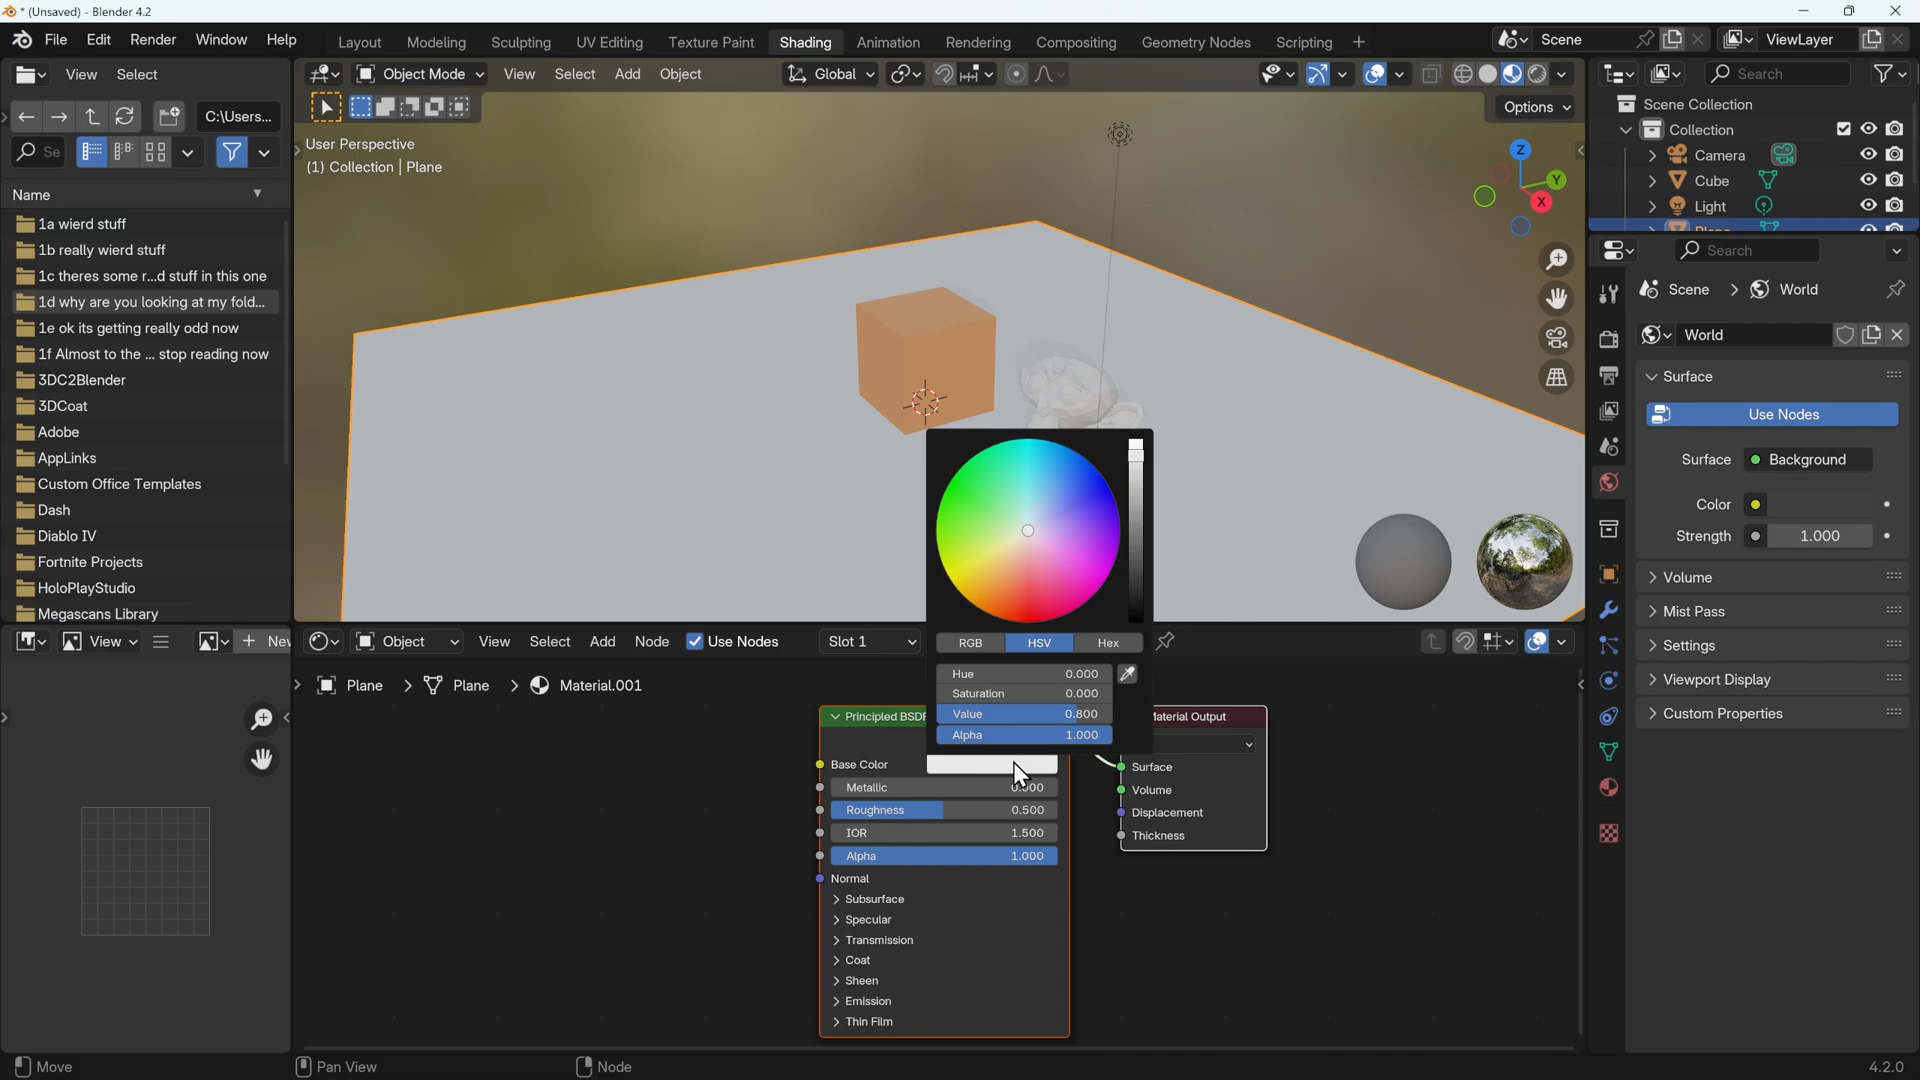 * (Unsaved) - Blender 4.2
File Edit Render Window Help
Layout Modeling Sculpting UV Editing Texture Paint Shading Animation Rendering Compositing Geometry Nodes Scripting +
Scene
ViewLayer
View Select
C:\Users...
Se
Name
1a wierd stuff
1b really wierd stuff
1c theres some r...d stuff in this one
1d why are you looking at my fold...
1e ok its getting really odd now
1f Almost to the ... stop reading now
3DC2Blender
3DCoat
Adobe
AppLinks
Custom Office Templates
Dash
Diablo IV
Fortnite Projects
HoloPlayStudio
Megascans Library
Object Mode View Select Add Object
Global
Options
User Perspective
(1) Collection | Plane
Z
Y
X
RGB HSV Hex
Hue 0.000
Saturation 0.000
Value 0.800
Alpha 1.000
View
+ New
Object View Select Add Node Use Nodes Slot 1
Plane > Plane > Material.001
Principled BSDF
Base Color
Metallic 0.000
Roughness 0.500
IOR 1.500
Alpha 1.000
Normal
Subsurface
Specular
Transmission
Coat
Sheen
Emission
Thin Film
Material Output
Surface
Volume
Displacement
Thickness
Search
Scene Collection
Collection
Camera
Cube
Light
Plane
Search
Scene > World
World
Surface
Use Nodes
Surface Background
Color
Strength 1.000
Volume
Mist Pass
Settings
Viewport Display
Custom Properties
Move
Pan View
Node
4.2.0